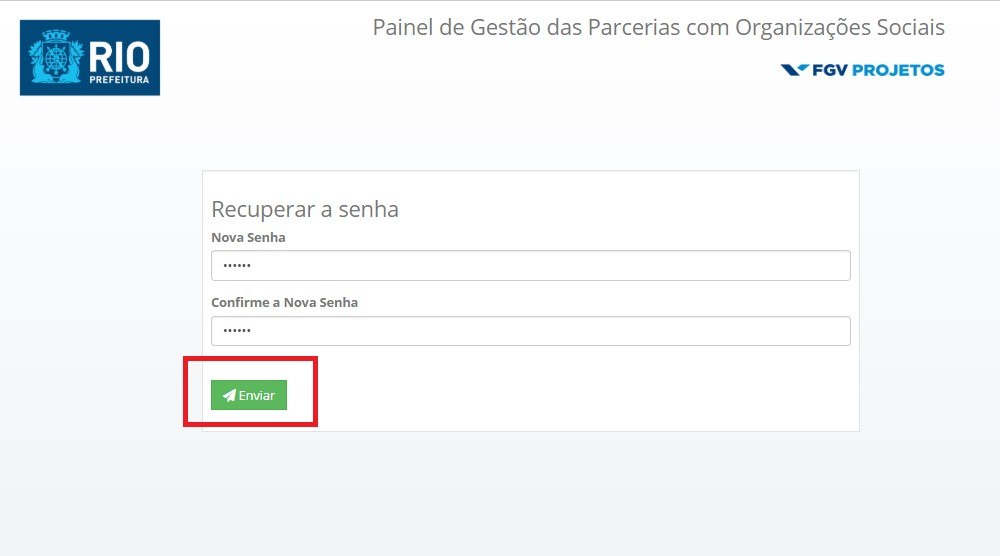 Painel de Gestão das Parcerias com Organizações Sociais
RIO
PREFEITURA
FGV PROJETOS
Recuperar a senha
Nova Senha
••••••
Confirme a Nova Senha
••••••
Enviar